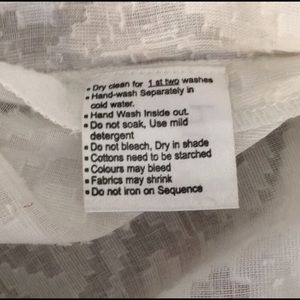 • Dry clean for 1 st two washes
• Hand-wash Separately in
cold water.
• Hand Wash Inside out.
• Do not soak, Use mild
detergent
• Do not bleach, Dry in shade
• Cottons need to be starched
• Colours may bleed
• Fabrics may shrink
• Do not iron on Sequence